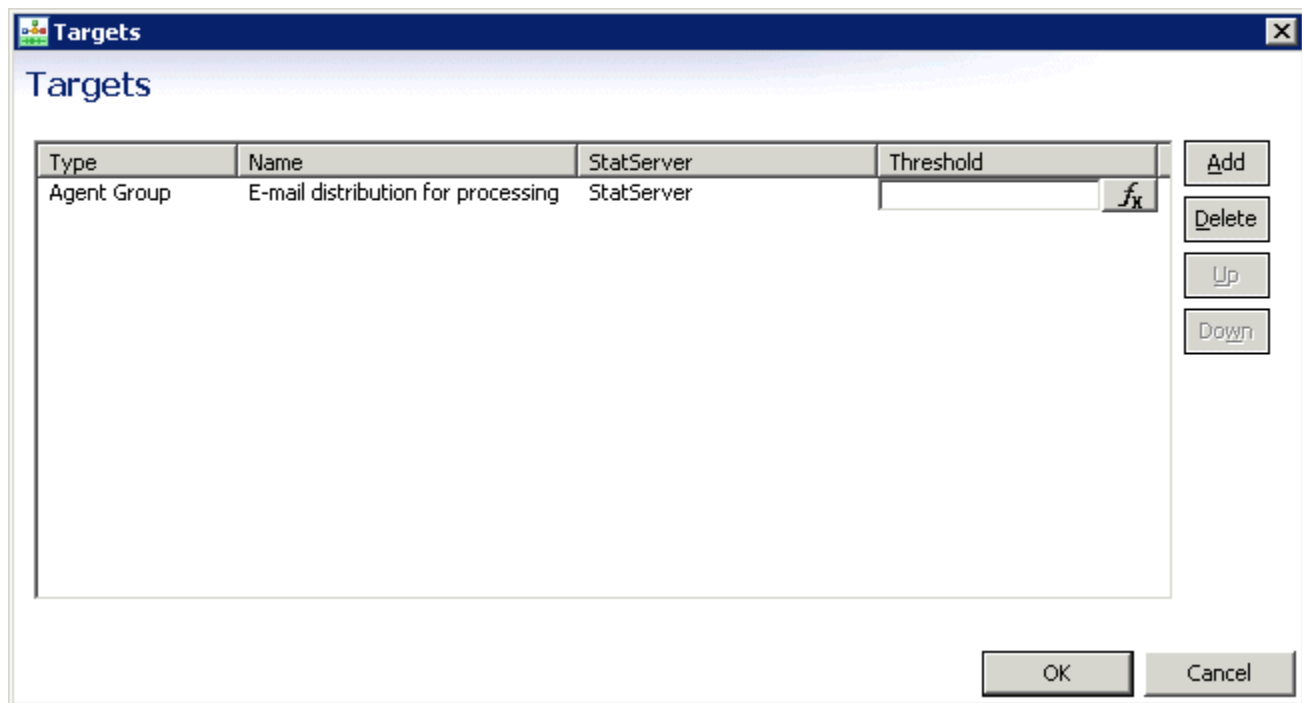 Targets
Targets
Type Name StatServer Threshold
Agent Group E-mail distribution for processing StatServer fx
Add
Delete
Up
Down
OK Cancel